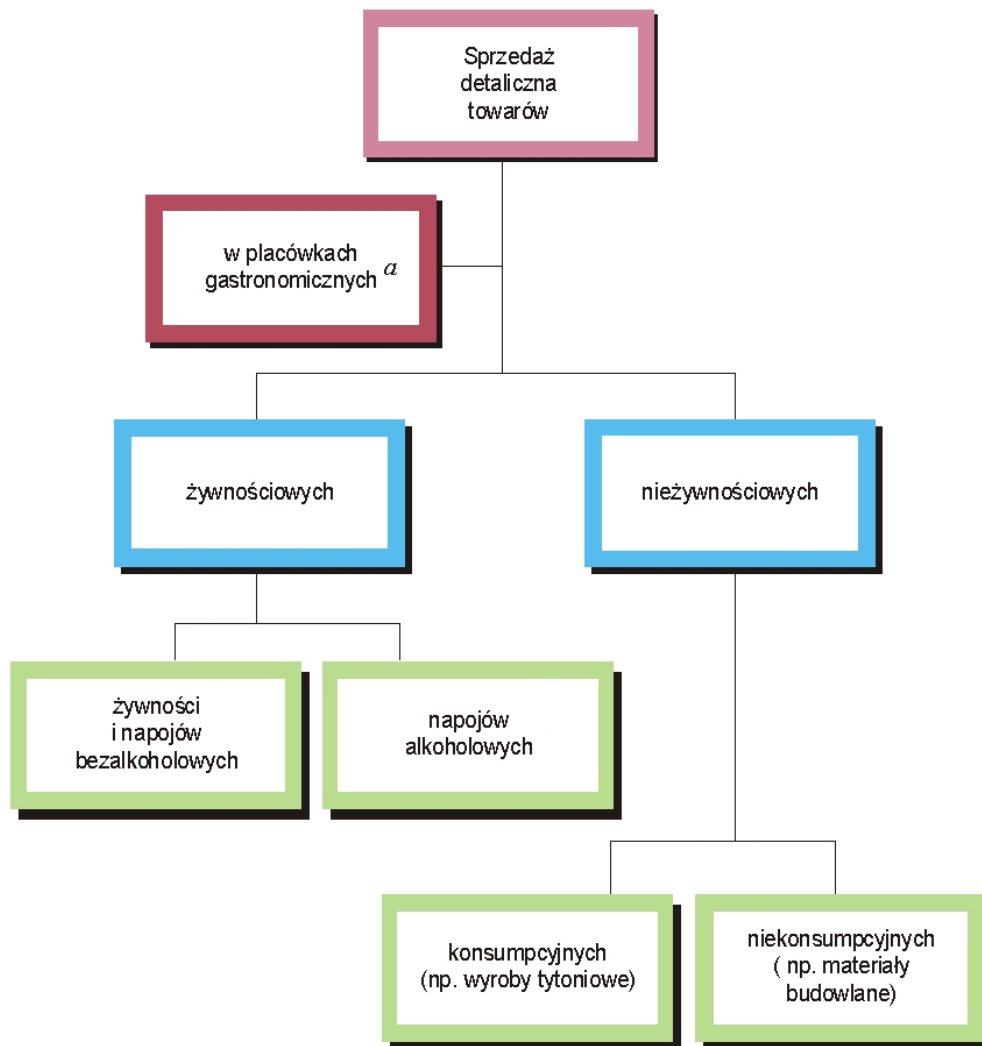 Sprzedaż
detaliczna
towarów
w placówkach
gastronomicznych a
żywnościowych
nieżywnościowych
żywności
i napojów
bezalkoholowych
napojów
alkoholowych
konsumpcyjnych
(np. wyroby tytoniowe)
niekonsumpcyjnych
( np. materiały
budowlane)